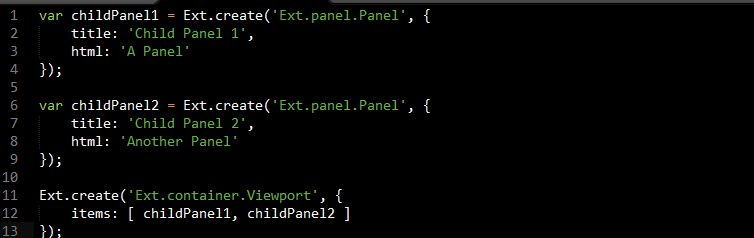 1 var childPanel1 = Ext.create('Ext.panel.Panel', {
2     title: 'Child Panel 1',
3     html: 'A Panel'
4 });
5
6 var childPanel2 = Ext.create('Ext.panel.Panel', {
7     title: 'Child Panel 2',
8     html: 'Another Panel'
9 });
10
11 Ext.create('Ext.container.Viewport', {
12     items: [ childPanel1, childPanel2 ]
13 });